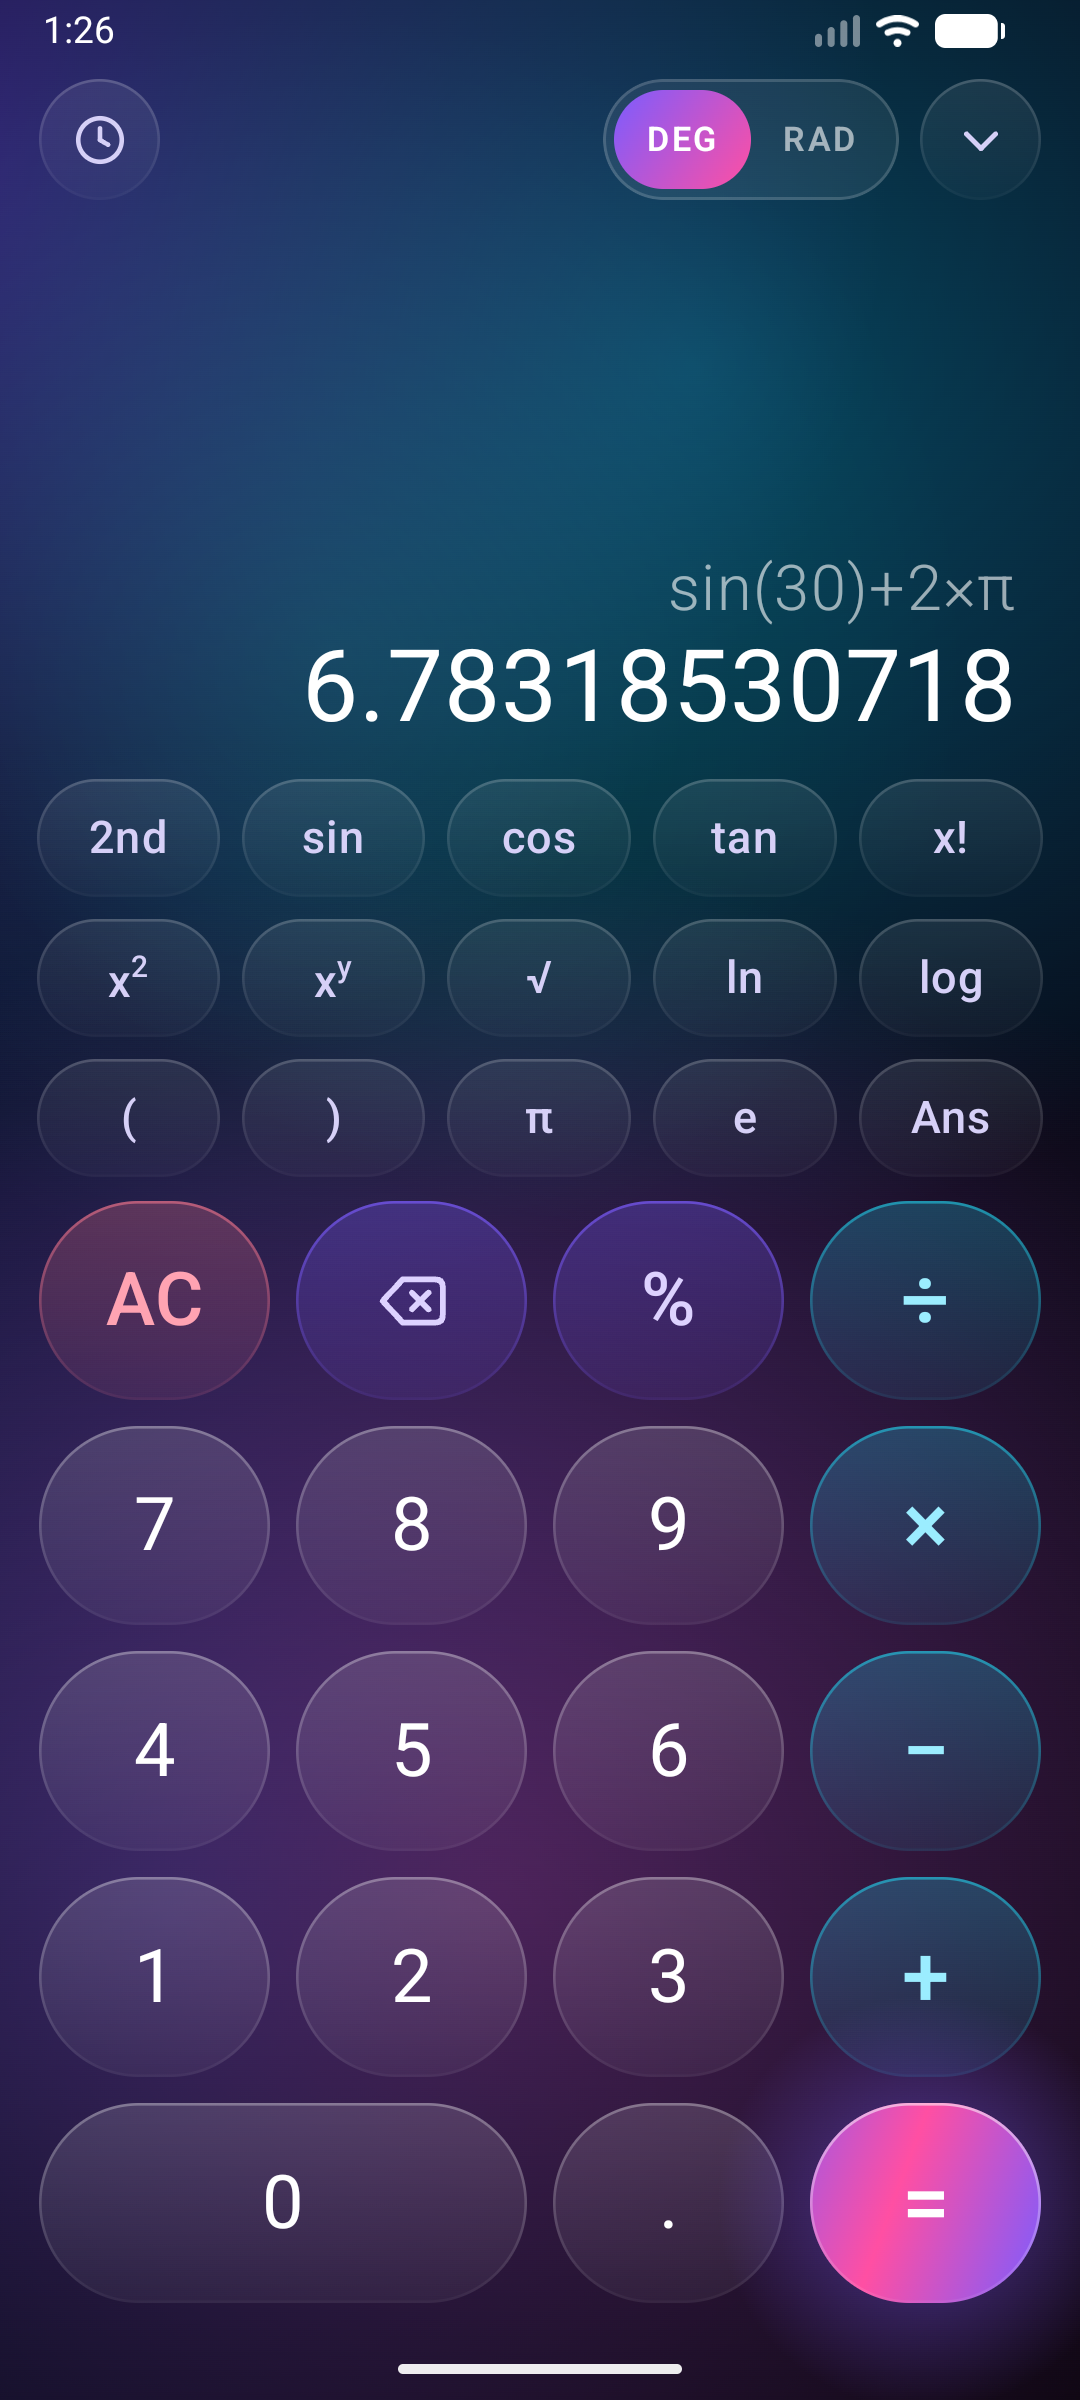 1:26
DEG RAD
sin(30)+2×π
6.78318530718
2nd sin cos tan x!
x² xʸ √ ln log
( ) π e Ans
AC % ÷
7 8 9 ×
4 5 6 −
1 2 3 +
0 . =